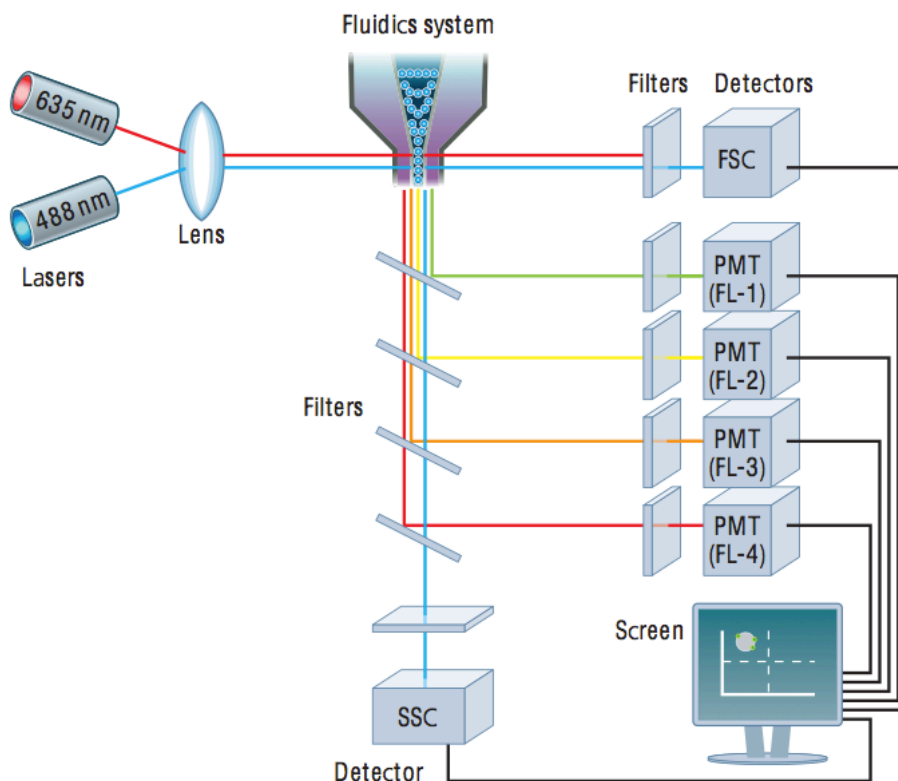 Fluidics system
635 nm
488 nm
Lasers
Lens
Filters
Detectors
FSC
PMT
(FL-1)
PMT
(FL-2)
Filters
PMT
(FL-3)
PMT
(FL-4)
Screen
SSC
Detector